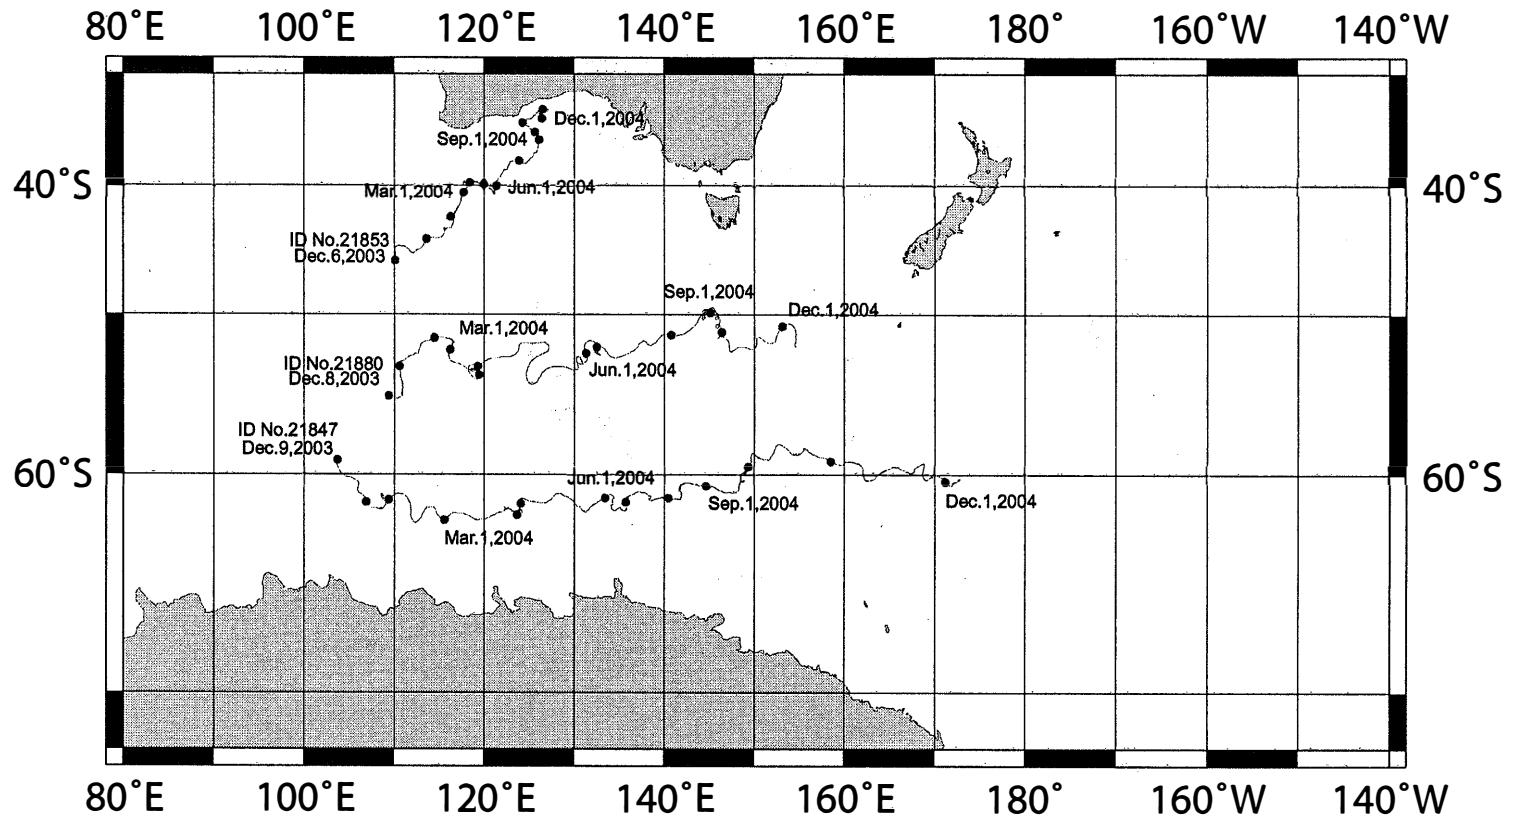 80˚E 100˚E 120˚E 140˚E 160˚E 180˚ 160˚W 140˚W
Dec.1,2004
Sep.1,2004
40˚S 40˚S
Mar.1,2004 Jun.1,2004
ID No.21853
Dec.6,2003
Sep.1,2004
Dec.1,2004
Mar.1,2004
ID No.21880
Dec.8,2003
Jun.1,2004
ID No.21847
Dec.9,2003
60˚S 60˚S
Jun.1,2004
Sep.1,2004 Dec.1,2004
Mar.1,2004
80˚E 100˚E 120˚E 140˚E 160˚E 180˚ 160˚W 140˚W